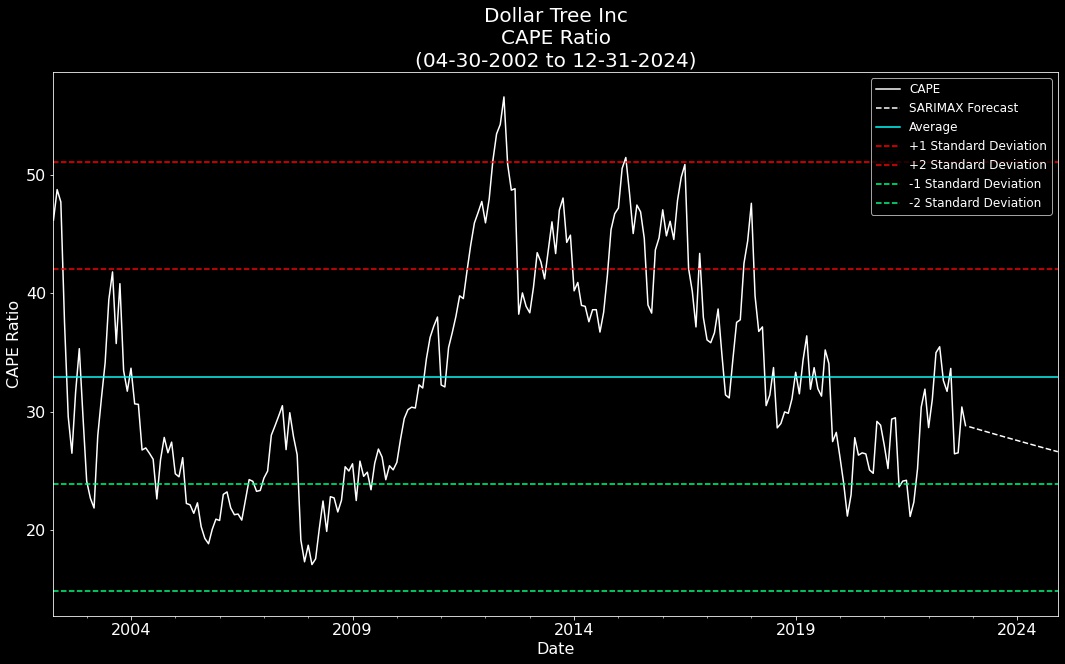 Dollar Tree Inc
CAPE Ratio
(04-30-2002 to 12-31-2024)
CAPE
SARIMAX Forecast
Average
+1 Standard Deviation
+2 Standard Deviation
-1 Standard Deviation
-2 Standard Deviation
CAPE Ratio
50
40
30
20
2004
2009
2014
2019
2024
Date